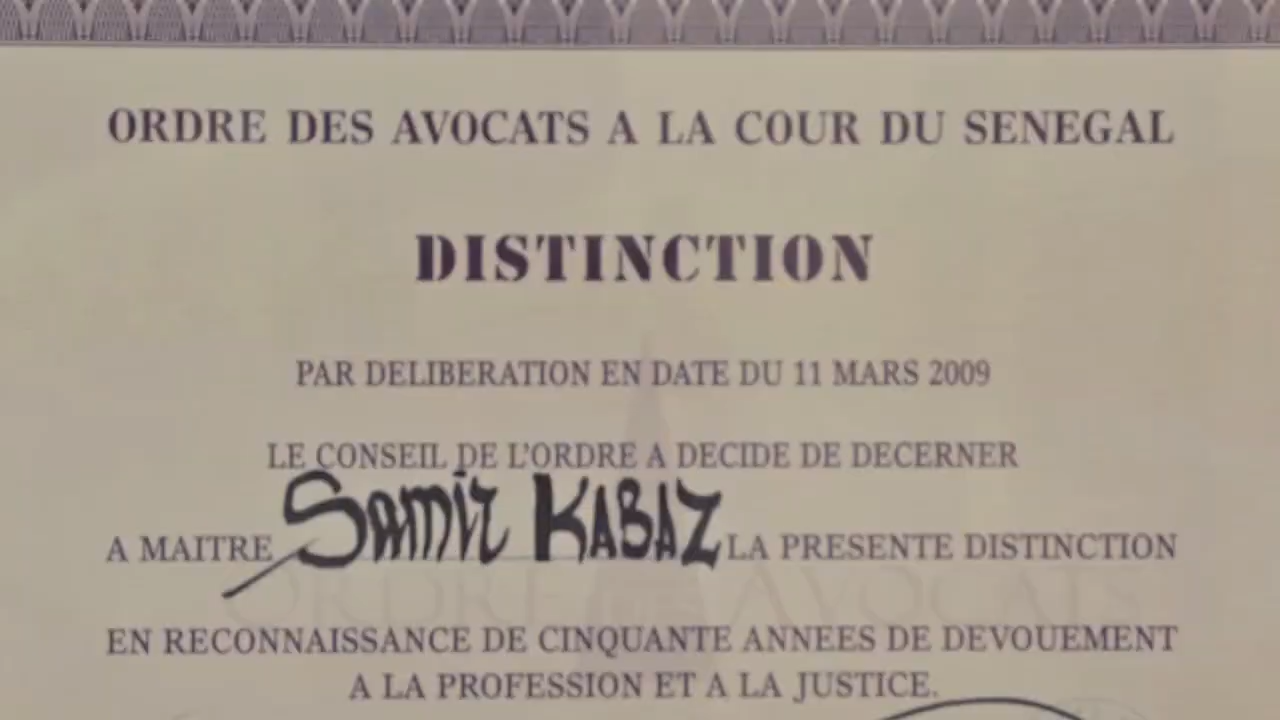 ORDRE DES AVOCATS A LA COUR DU SENEGAL
DISTINCTION
PAR DELIBERATION EN DATE DU 11 MARS 2009
LE CONSEIL DE L'ORDRE A DECIDE DE DECERNER
A MAITRE Samir KABAZ LA PRESENTE DISTINCTION
ORDRE AVOCATS
EN RECONNAISSANCE DE CINQUANTE ANNEES DE DEVOUEMENT
A LA PROFESSION ET A LA JUSTICE.